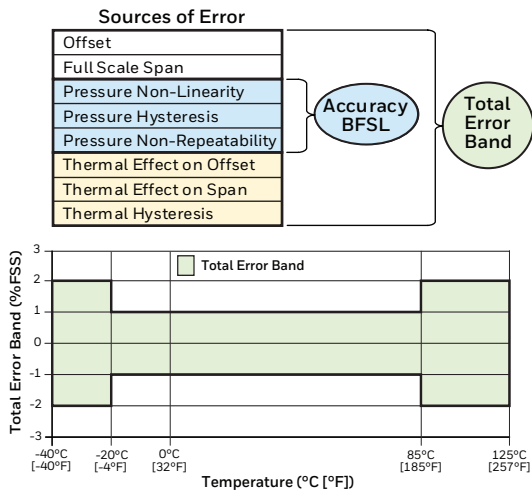 Sources of Error
Offset
Full Scale Span
Pressure Non-Linearity
Pressure Hysteresis
Pressure Non-Repeatability
Thermal Effect on Offset
Thermal Effect on Span
Thermal Hysteresis
Accuracy
BFSL
Total
Error
Band
Total Error Band (%FSS)
3
2
1
0
-1
-2
-3
Total Error Band
-40°C
[-40°F]
-20°C
[-4°F]
0°C
[32°F]
85°C
[185°F]
125°C
[257°F]
Temperature (°C [°F])